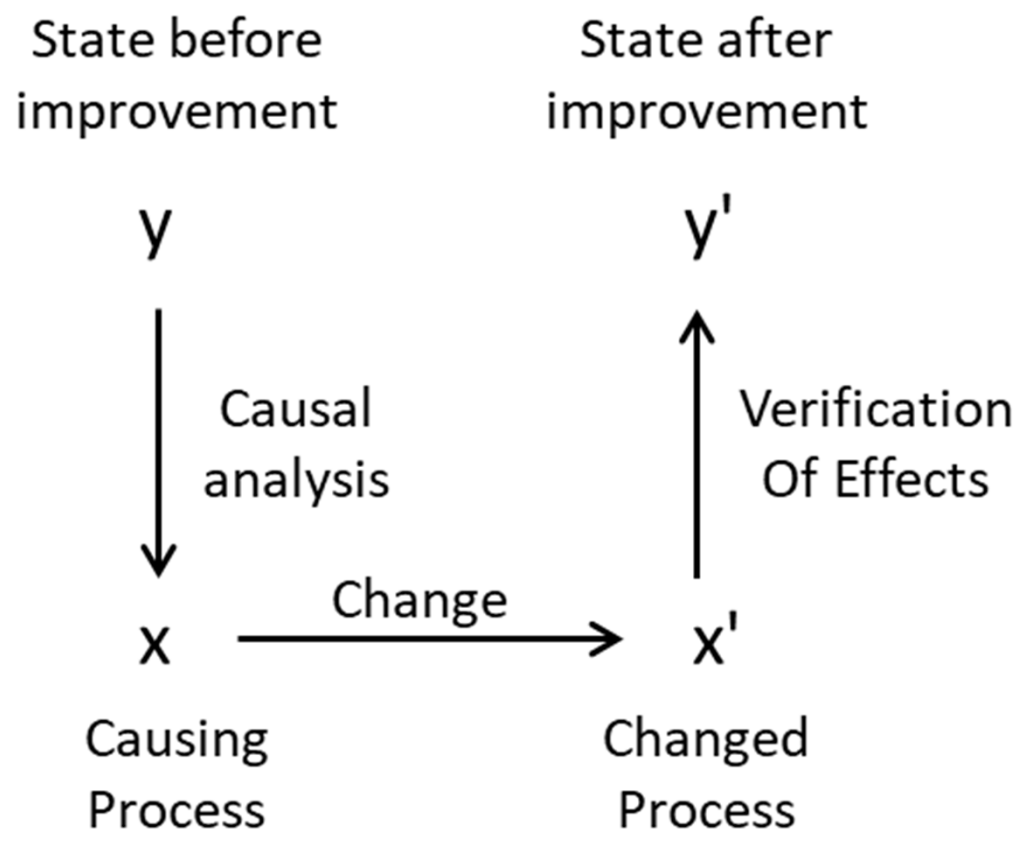 State before
improvement
State after
improvement
y
y'
Causal
analysis
Verification
Of Effects
Change
x
x'
Causing
Process
Changed
Process